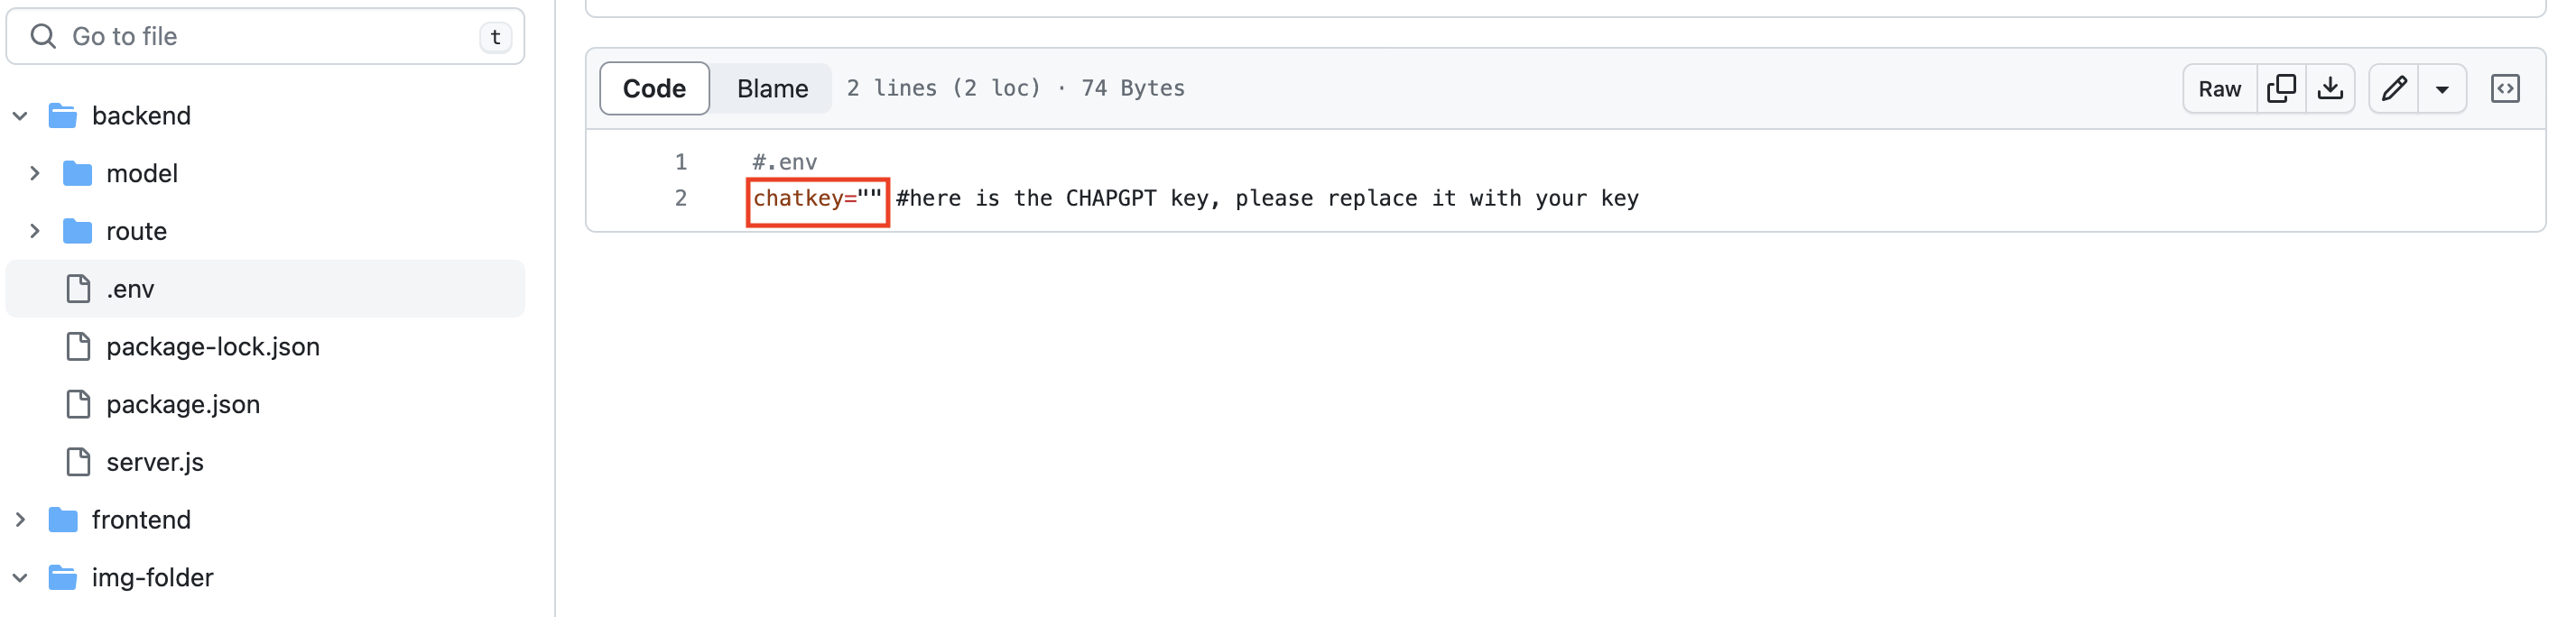 Go to file
t
backend
model
route
.env
package-lock.json
package.json
server.js
frontend
img-folder
Code
Blame
2 lines (2 loc) · 74 Bytes
Raw
1 #.env
2 chatkey="" #here is the CHAPGPT key, please replace it with your key